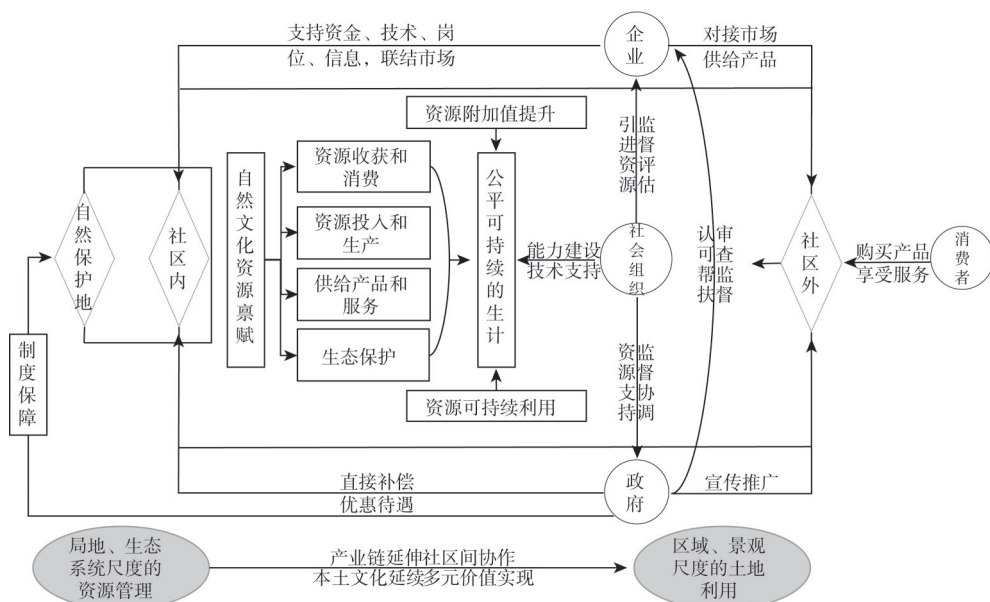 支持资金、技术、岗
位、信息，联结市场
企业
对接市场
供给产品
资源附加值提升
引进资源
监督评估
自然保护地
社区内
自然文化资源禀赋
资源收获和
消费
资源投入和
生产
供给产品和
服务
生态保护
公平可持续的生计
能力建设
技术支持
社会组织
认可帮扶
审查监督
社区外
购买产品
享受服务
消费者
制度保障
资源可持续利用
资源支持
监督协调
直接补偿
优惠待遇
政府
宣传推广
局地、生态
系统尺度的
资源管理
产业链延伸社区间协作
本土文化延续多元价值实现
区域、景观
尺度的土地
利用